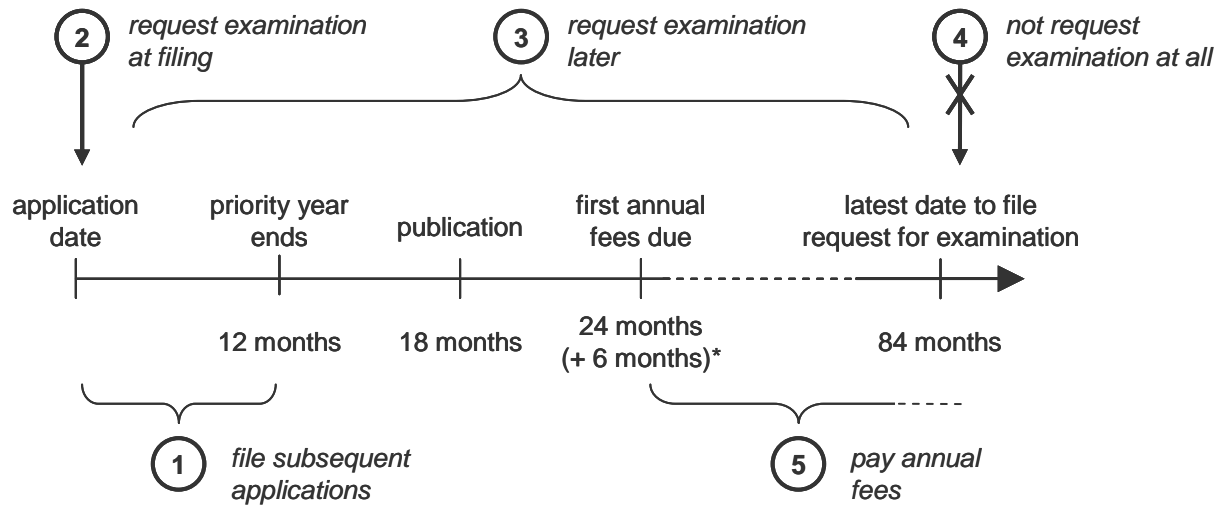 2
request examination
at filing
3
request examination
later
4
not request
examination at all
application
date
priority year
ends
publication
first annual
fees due
latest date to file
request for examination
12 months
18 months
24 months
(+ 6 months)*
84 months
1
file subsequent
applications
5
pay annual
fees